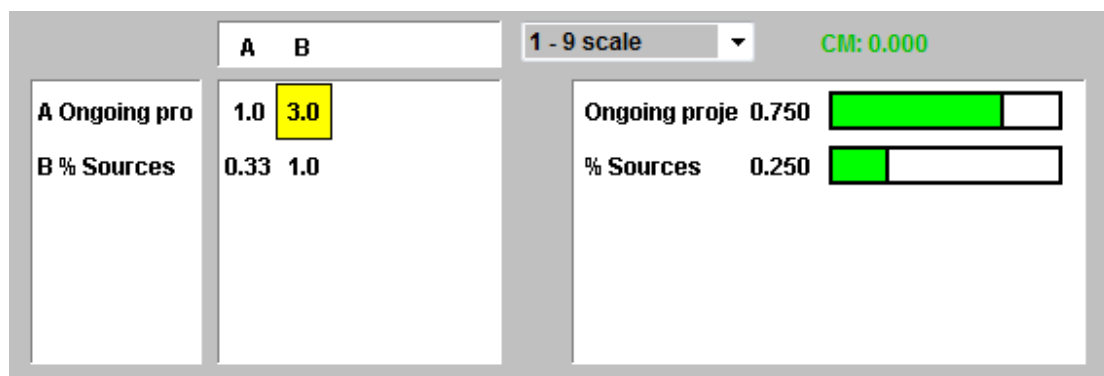 A B
1 - 9 scale
CM: 0.000
A Ongoing pro 1.0 3.0
B % Sources 0.33 1.0
Ongoing proje 0.750
% Sources 0.250